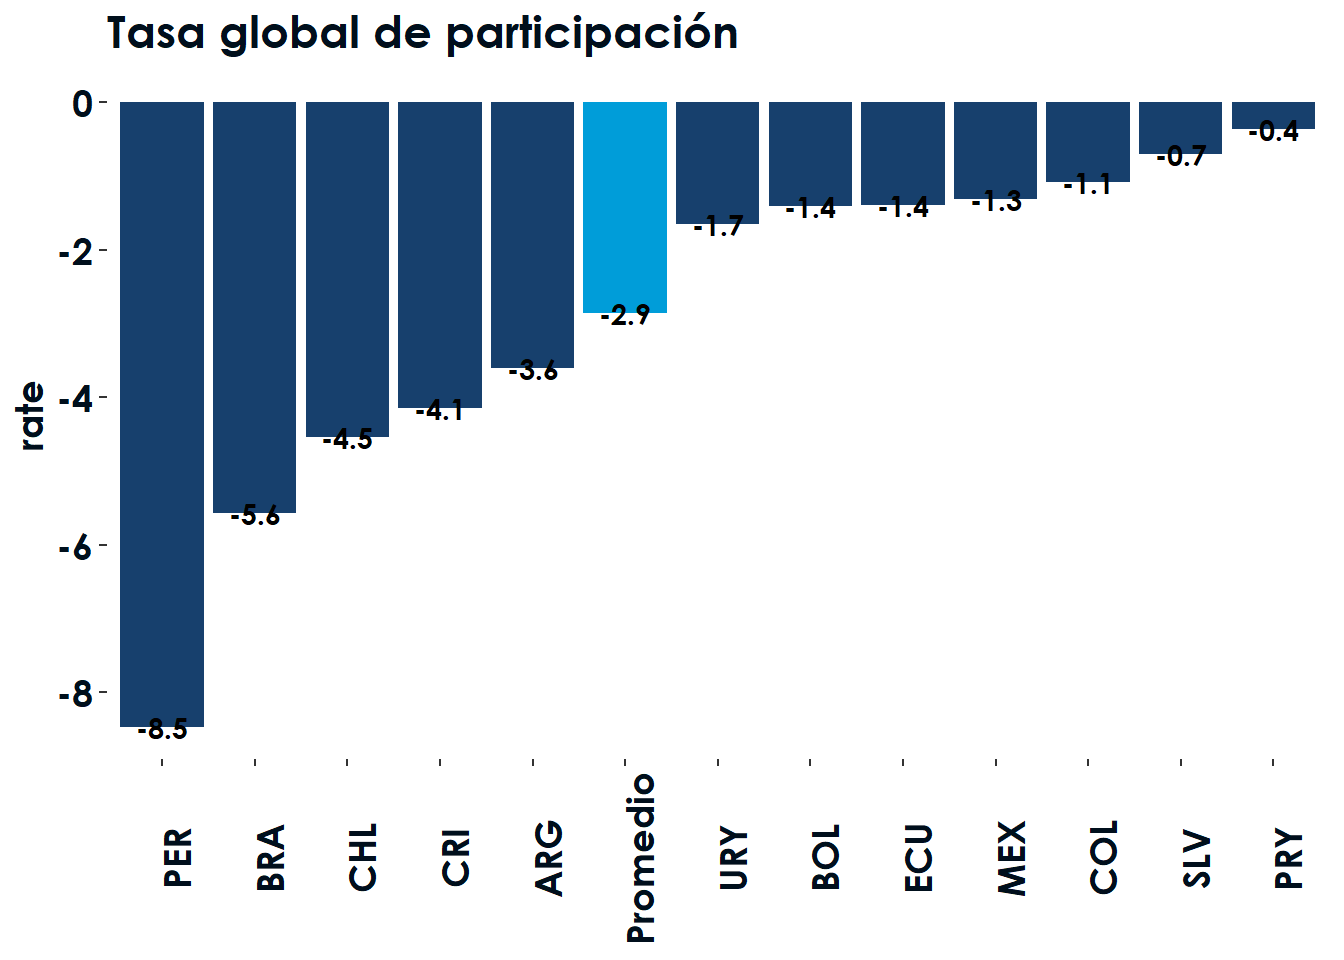 Tasa global de participación
rate
0
-2
-4
-6
-8
-8.5
-5.6
-4.5
-4.1
-3.6
-2.9
-1.7
-1.4
-1.4
-1.3
-1.1
-0.7
-0.4
PER
BRA
CHL
CRI
ARG
Promedio
URY
BOL
ECU
MEX
COL
SLV
PRY